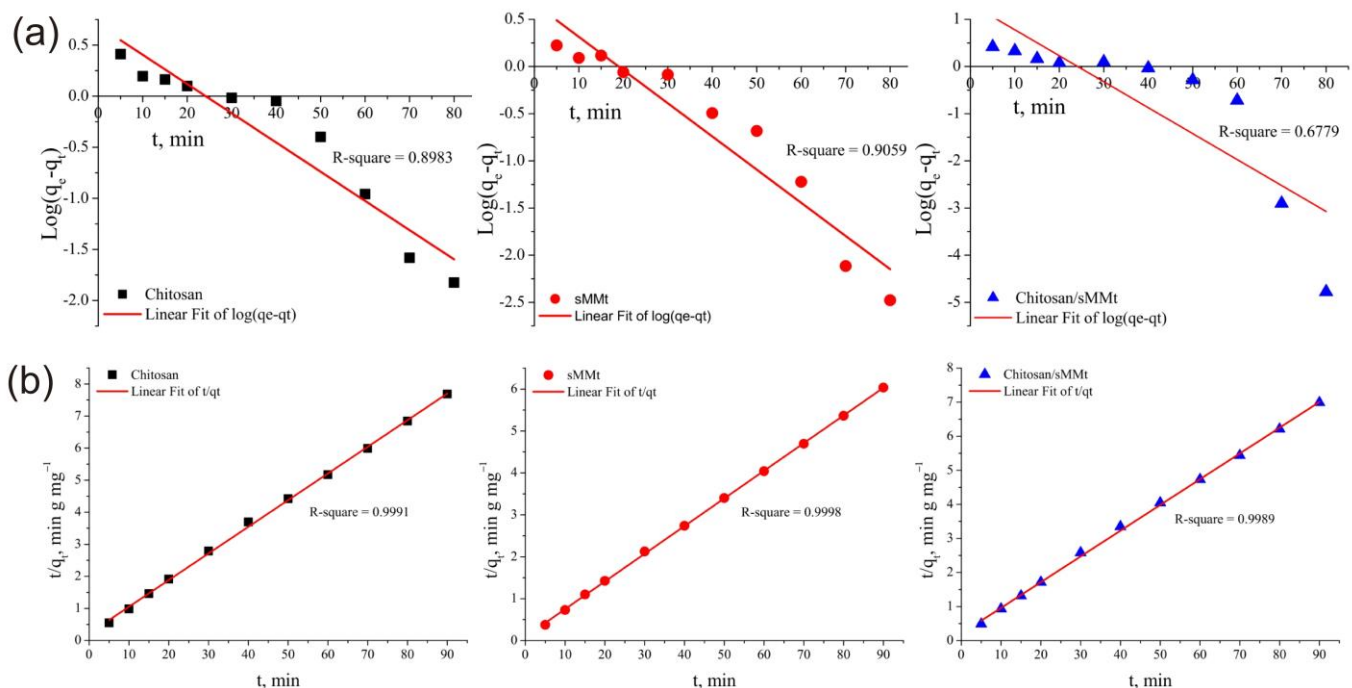 (a)
0.5
0.0
-0.5
-1.0
-1.5
-2.0
Log(qₑ-qₜ)
10 20 30 40 50 60 70 80
t, min
R-square = 0.8983
Chitosan
Linear Fit of log(qe-qt)
0.5
0.0
-0.5
-1.0
-1.5
-2.0
-2.5
Log(qₑ-qₜ)
10 20 30 40 50 60 70 80
t, min
R-square = 0.9059
sMMt
Linear Fit of log(qe-qt)
1
0
-1
-2
-3
-4
-5
Log(qₑ-qₜ)
10 20 30 40 50 60 70 80
t, min
R-square = 0.6779
Chitosan/sMMt
Linear Fit of log(qe-qt)
(b)
8
7
6
5
4
3
2
1
0
t/qₜ, min g mg⁻¹
Chitosan
Linear Fit of t/qt
R-square = 0.9991
0 10 20 30 40 50 60 70 80 90
t, min
6
5
4
3
2
1
0
t/qₜ, min g mg⁻¹
sMMt
Linear Fit of t/qt
R-square = 0.9998
0 10 20 30 40 50 60 70 80 90
t, min
8
7
6
5
4
3
2
1
0
t/qₜ, min g mg⁻¹
Chitosan/sMMt
Linear Fit of t/qt
R-square = 0.9989
0 10 20 30 40 50 60 70 80 90
t, min